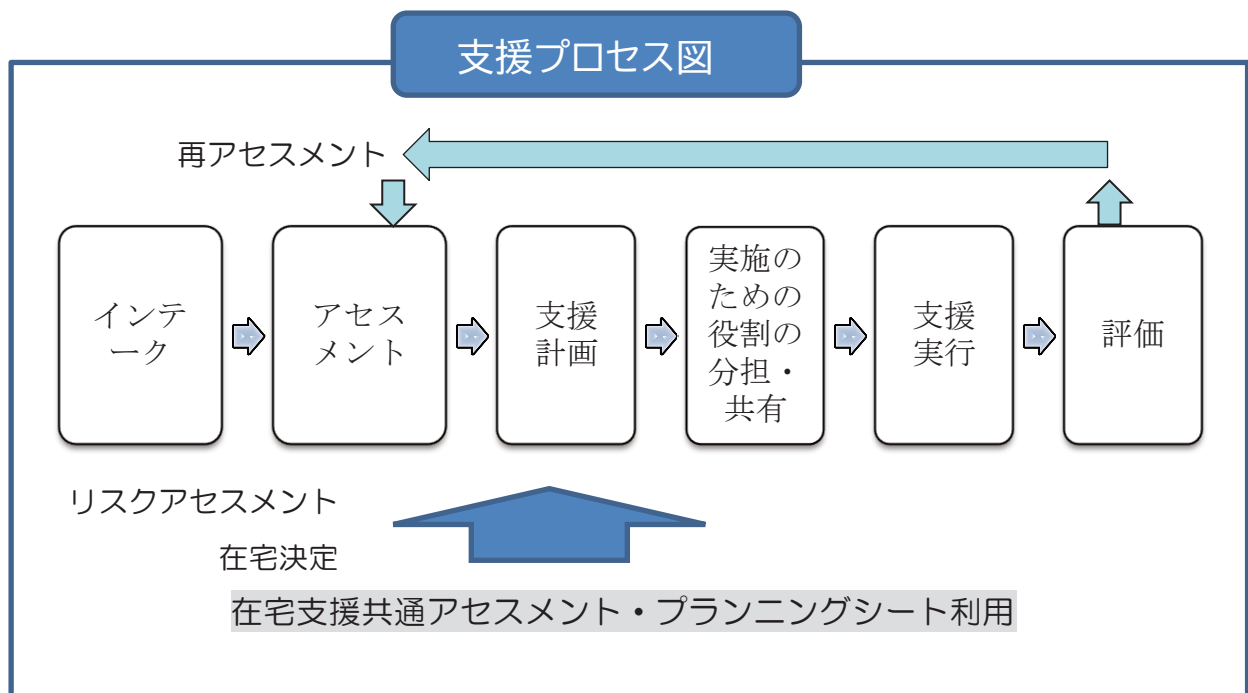 支援プロセス図
再アセスメント
インテ
ーク
アセス
メント
支援
計画
実施の
ための
役割の
分担・
共有
支援
実行
評価
リスクアセスメント
在宅決定
在宅支援共通アセスメント・プランニングシート利用